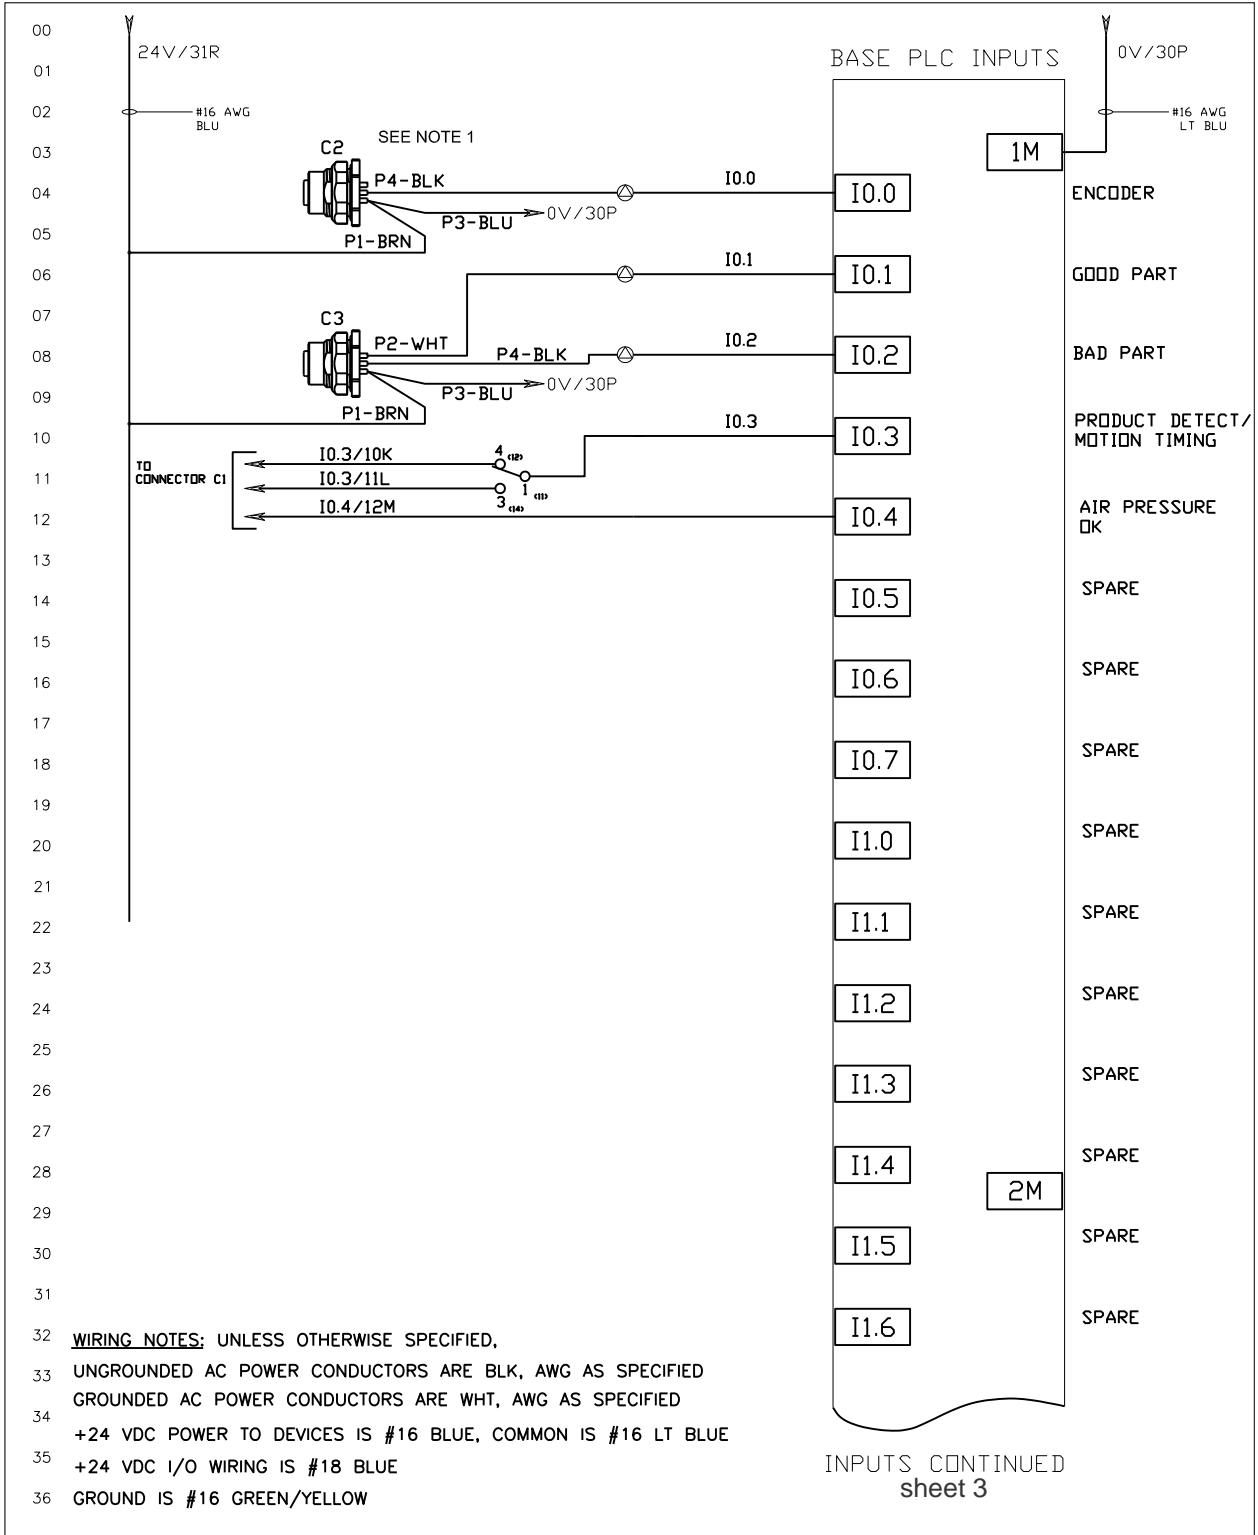 00
24V/31R
BASE PLC INPUTS
0V/30P
01
02
#16 AWG
BLU
#16 AWG
LT BLU
03
C2
SEE NOTE 1
1M
04
P4-BLK
I0.0
I0.0
ENCODER
P3-BLU
0V/30P
05
P1-BRN
06
I0.1
I0.1
GOOD PART
07
C3
08
P2-WHT
P4-BLK
I0.2
I0.2
BAD PART
P3-BLU
0V/30P
09
P1-BRN
10
I0.3
I0.3
PRODUCT DETECT/
MOTION TIMING
11
TO
CONNECTOR C1
I0.3/10K
4 (12)
I0.3/11L
1 (11)
3 (14)
12
I0.4/12M
I0.4
AIR PRESSURE
OK
13
14
I0.5
SPARE
15
16
I0.6
SPARE
17
18
I0.7
SPARE
19
20
I1.0
SPARE
21
22
I1.1
SPARE
23
24
I1.2
SPARE
25
26
I1.3
SPARE
27
28
I1.4
2M
SPARE
29
30
I1.5
SPARE
31
32
I1.6
SPARE
WIRING NOTES: UNLESS OTHERWISE SPECIFIED,
33
UNGROUNDED AC POWER CONDUCTORS ARE BLK, AWG AS SPECIFIED
GROUNDED AC POWER CONDUCTORS ARE WHT, AWG AS SPECIFIED
34
+24 VDC POWER TO DEVICES IS #16 BLUE, COMMON IS #16 LT BLUE
35
+24 VDC I/O WIRING IS #18 BLUE
36
GROUND IS #16 GREEN/YELLOW
INPUTS CONTINUED
sheet 3